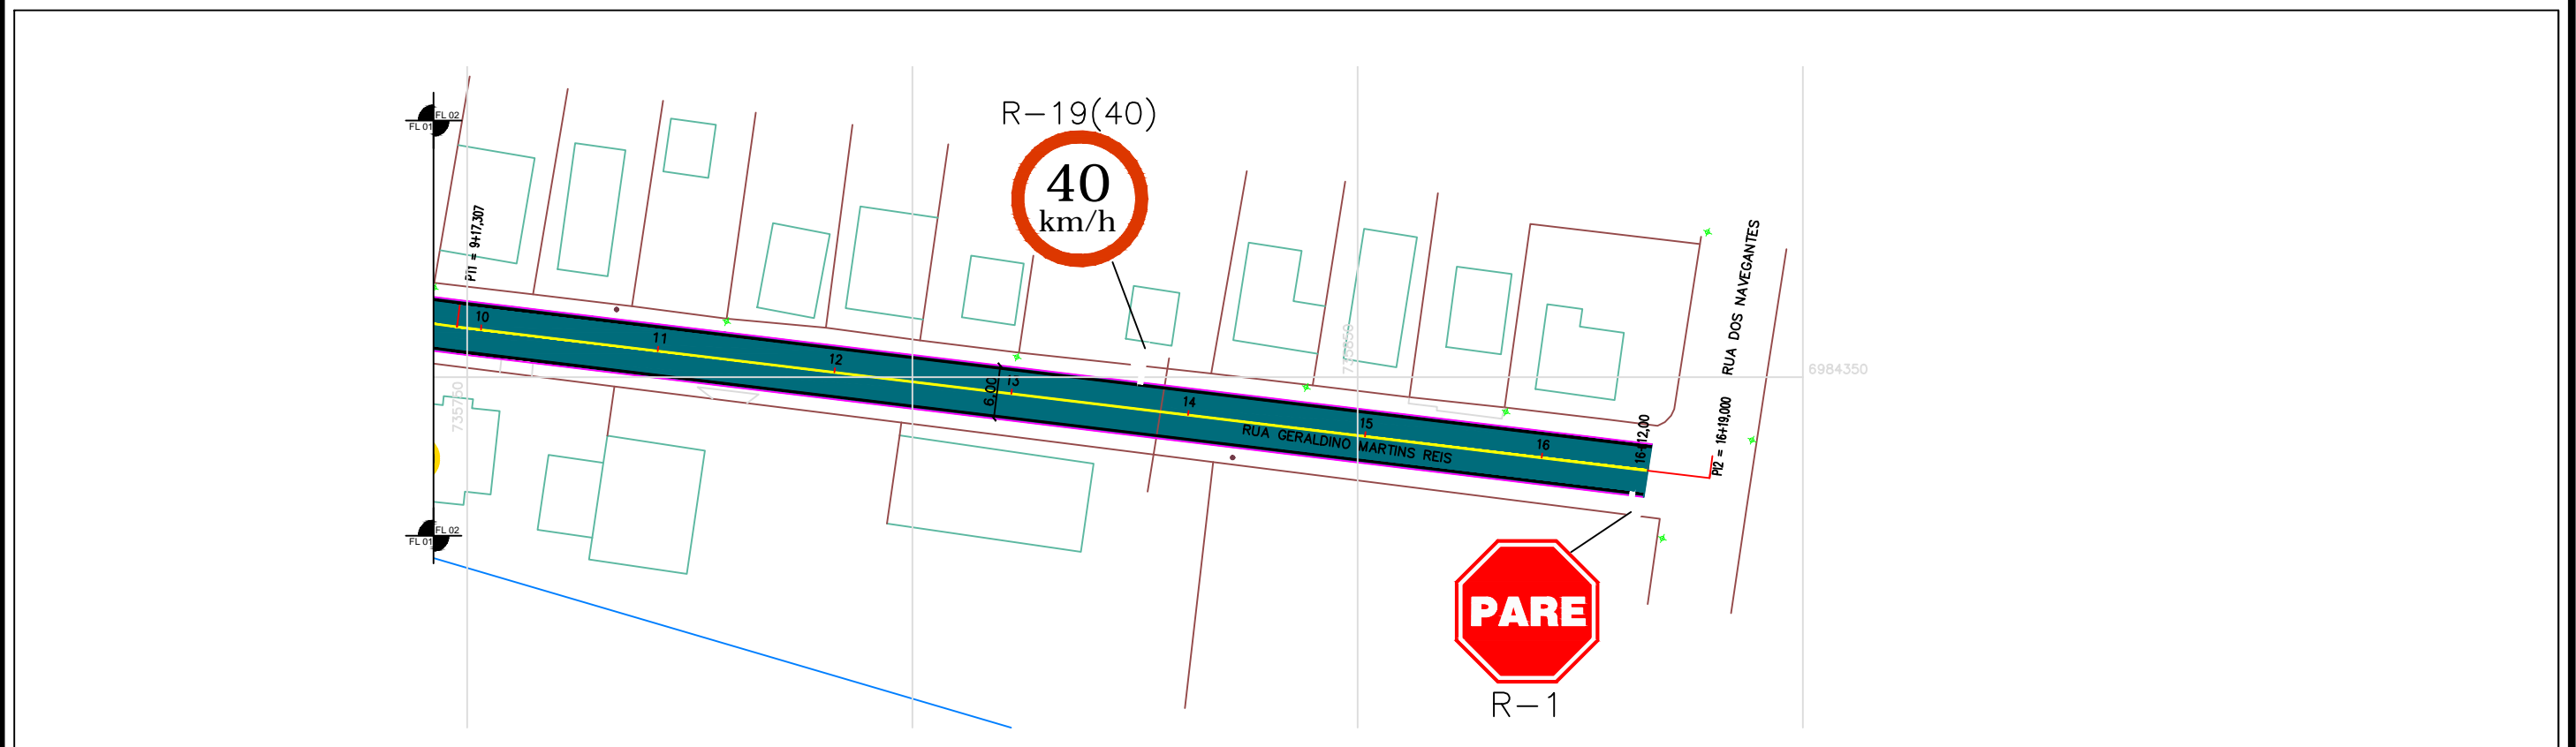 R-19(40)
40
km/h
FL 02
FL 01
PI1 = 9+17,307
10
11
12
13
6,00
14
15
16
RUA GERALDINO MARTINS REIS
16+12,00
PI2 = 16+19,000
RUA DOS NAVEGANTES
735750
735850
6984350
FL 02
FL 01
PARE
R-1